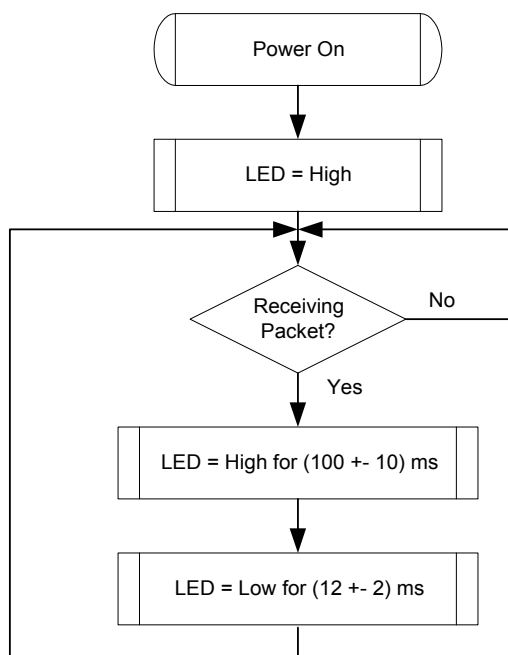 Power On
LED = High
Receiving
Packet?
No
Yes
LED = High for (100 +- 10) ms
LED = Low for (12 +- 2) ms